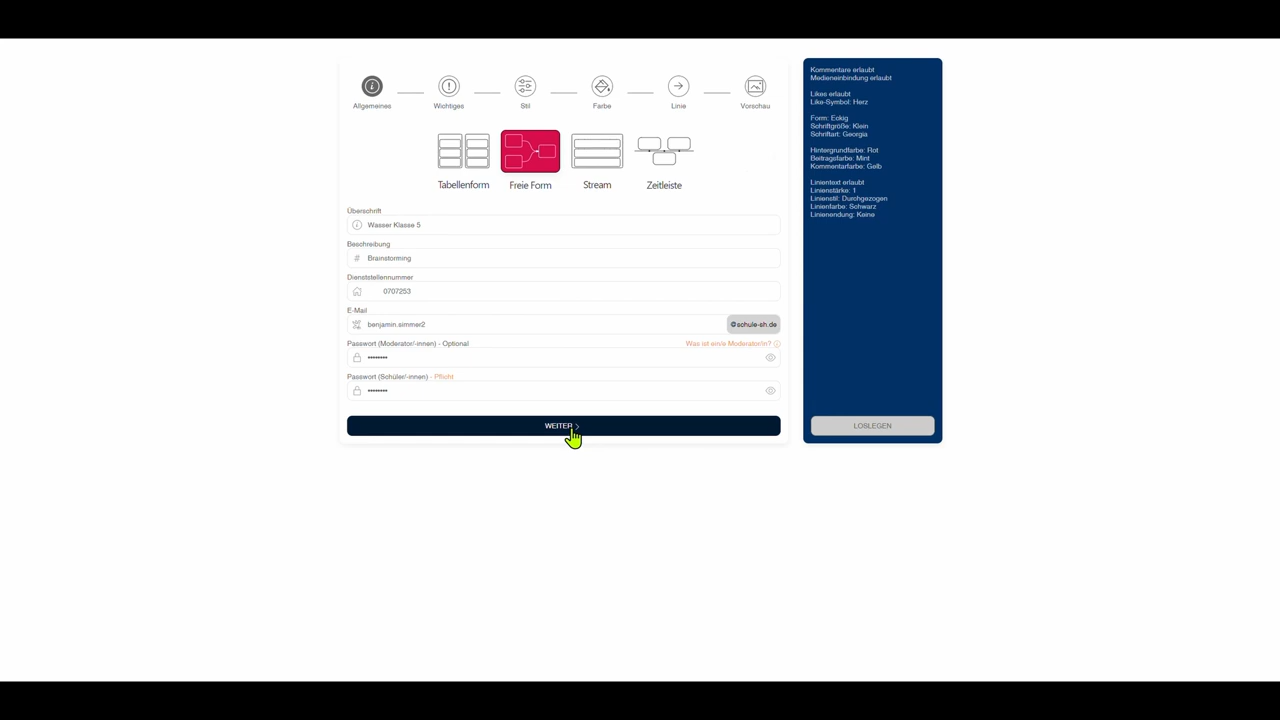 Allgemeines
Wichtiges
Stil
Farbe
Linie
Vorschau
Tabellenform
Freie Form
Stream
Zeitleiste
Überschrift
Wasser Klasse 5
Beschreibung
# Brainstorming
Dienststellennummer
0707253
E-Mail
benjamin.simmer2
@schule-sh.de
Passwort (Moderator/-innen) - Optional
Was ist ein/e Moderator/in?
••••••••
Passwort (Schüler/-innen) - Pflicht
••••••••
WEITER >
Kommentare erlaubt
Medieneinbindung erlaubt
Likes erlaubt
Like-Symbol: Herz
Form: Eckig
Schriftgröße: Klein
Schriftart: Georgia
Hintergrundfarbe: Rot
Beitragsfarbe: Mint
Kommentarfarbe: Gelb
Linientext erlaubt
Linienstärke: 1
Linienstil: Durchgezogen
Linienfarbe: Schwarz
Linienendung: Keine
LOSLEGEN